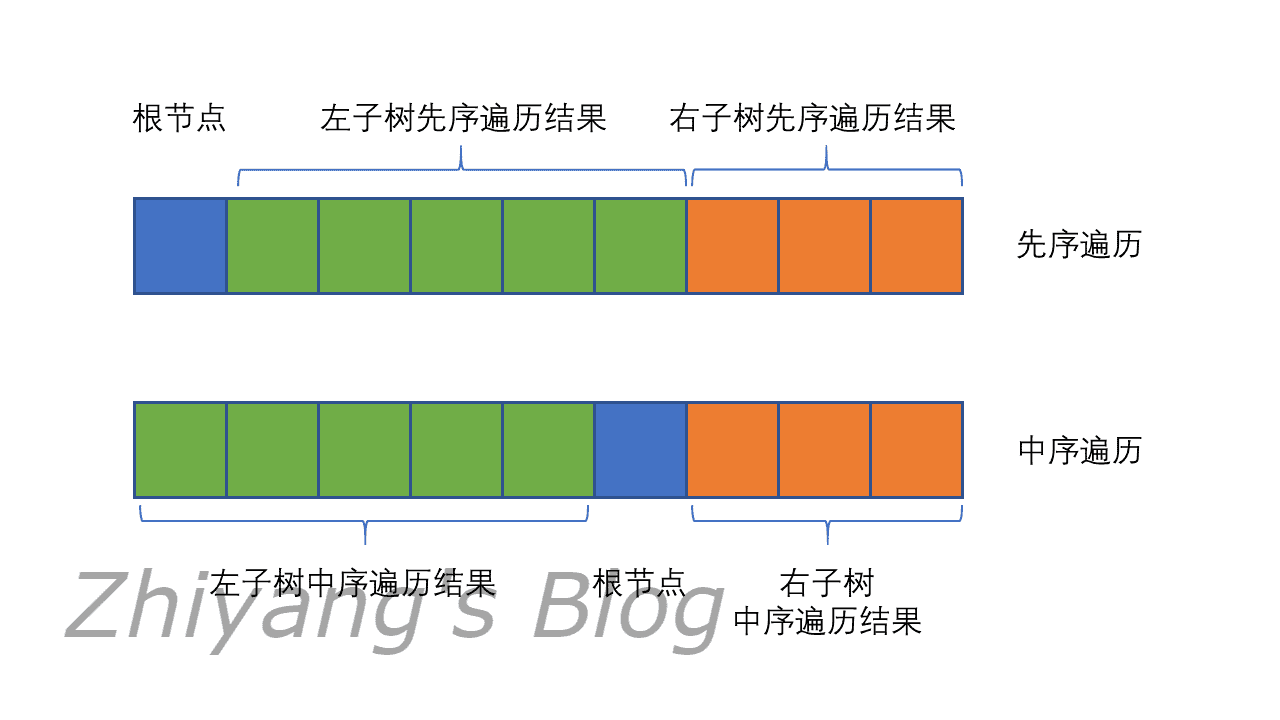 根节点
左子树先序遍历结果
右子树先序遍历结果
先序遍历
中序遍历
左子树中序遍历结果
根节点
右子树
中序遍历结果
Zhiyang's Blog